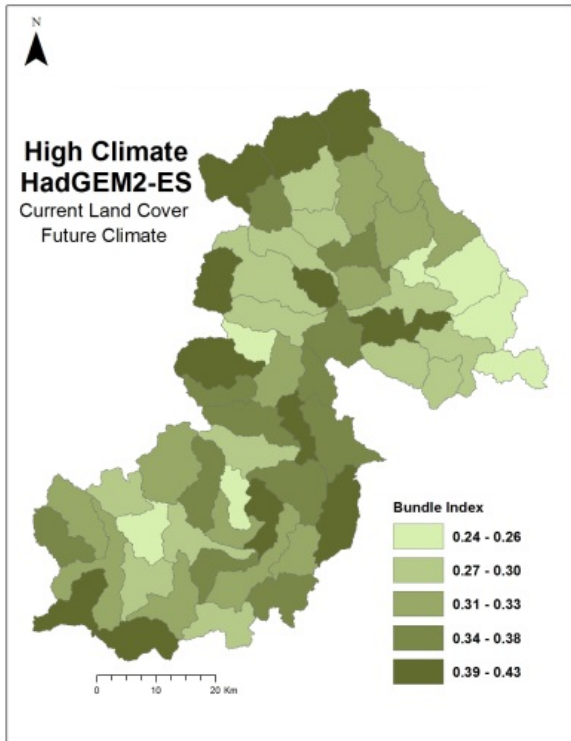 N
High Climate
HadGEM2-ES
Current Land Cover
Future Climate
Bundle Index
0.24 - 0.26
0.27 - 0.30
0.31 - 0.33
0.34 - 0.38
0.39 - 0.43
0 10 20 Km